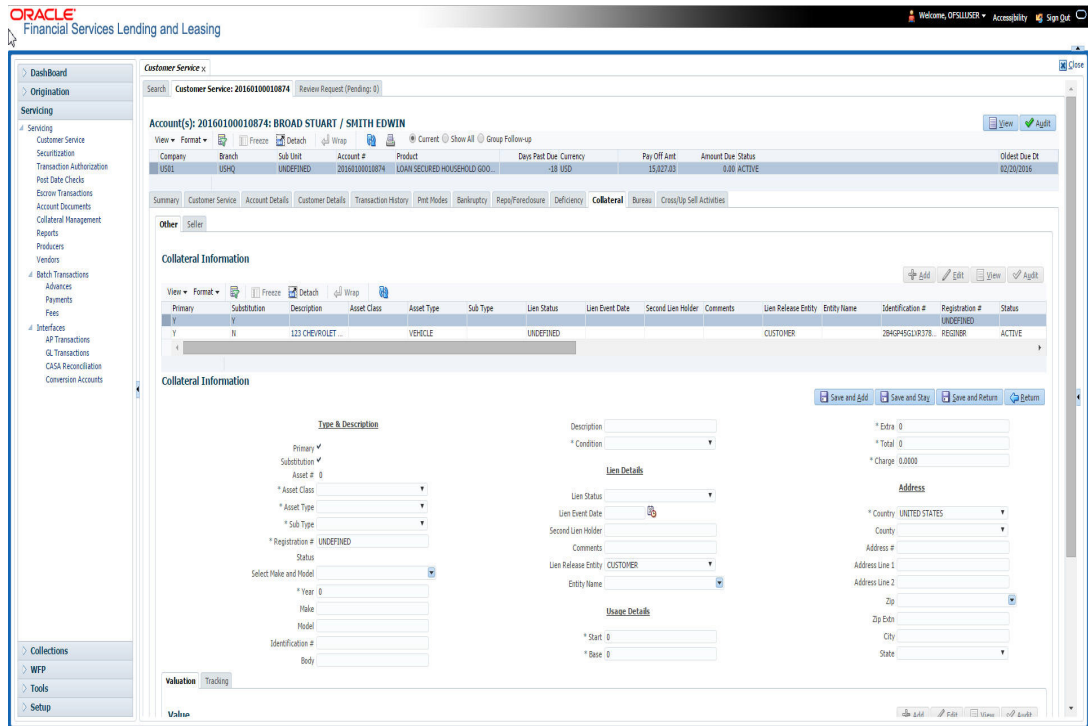 ORACLE
Financial Services Lending and Leasing
Welcome, OFSLLUSER Accessibility Sign Out
Close
DashBoard
Origination
Servicing
Servicing
Customer Service
Securitization
Transaction Authorization
Post Date Checks
Escrow Transactions
Account Documents
Collateral Management
Reports
Producers
Vendors
Batch Transactions
Advances
Payments
Fees
Interfaces
AP Transactions
GL Transactions
CASA Reconciliation
Conversion Accounts
Collections
WFP
Tools
Setup
Customer Service x
Search Customer Service: 20160100010874 Review Request (Pending: 0)
Account(s): 20160100010874: BROAD STUART / SMITH EDWIN
View Audit
View Format Freeze Detach Wrap Current Show All Group Follow-up
Company Branch Sub Unit Account # Product Days Past Due Currency Pay Off Amt Amount Due Status Oldest Due Dt
US01 USHQ UNDEFINED 20160100010874 LOAN SECURED HOUSEHOLD GOO... -18 USD 15,027.03 0.00 ACTIVE 02/20/2016
Summary Customer Service Account Details Customer Details Transaction History Pmt Modes Bankruptcy Repo/Foreclosure Deficiency Collateral Bureau Cross/Up Sell Activities
Other Seller
Collateral Information
Add Edit View Audit
View Format Freeze Detach Wrap
Primary Substitution Description Asset Class Asset Type Sub Type Lien Status Lien Event Date Second Lien Holder Comments Lien Release Entity Entity Name Identification # Registration # Status
Y Y UNDEFINED
Y N 123 CHEVROLET ... VEHICLE UNDEFINED CUSTOMER 2B4GP45G1XR378... REGINBR ACTIVE
Collateral Information
Save and Add Save and Stay Save and Return Return
Type & Description
Primary
Substitution
Asset # 0
* Asset Class
* Asset Type
* Sub Type
* Registration # UNDEFINED
Status
Select Make and Model
* Year 0
Make
Model
Identification #
Body
Description
* Condition
Lien Details
Lien Status
Lien Event Date
Second Lien Holder
Comments
Lien Release Entity CUSTOMER
Entity Name
Usage Details
* Start 0
* Base 0
* Extra 0
* Total 0
* Charge 0.0000
Address
* Country UNITED STATES
County
Address #
Address Line 1
Address Line 2
Zip
Zip Extn
City
State
Valuation Tracking
Value
Add Edit View Audit